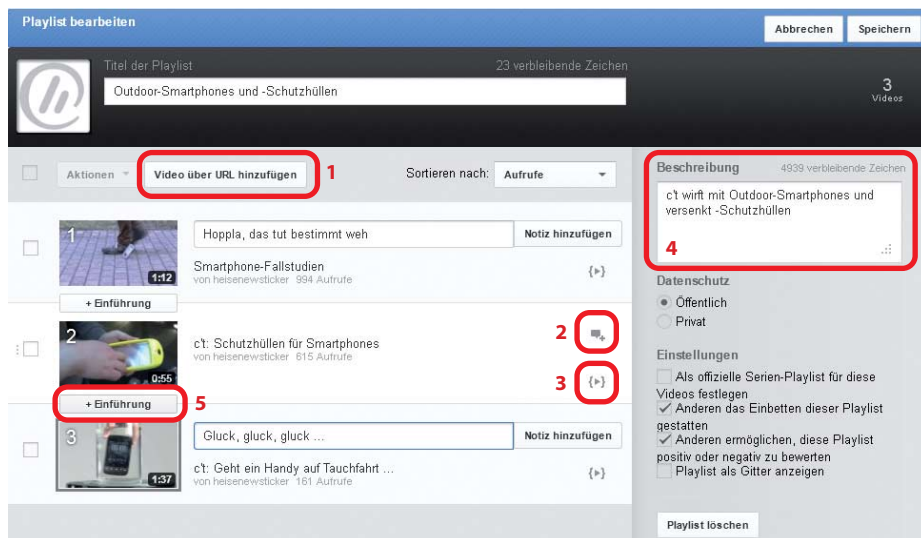 Playlist bearbeiten
Abbrechen Speichern
Titel der Playlist 23 verbleibende Zeichen
Outdoor-Smartphones und -Schutzhüllen
3
Videos
Aktionen Video über URL hinzufügen 1 Sortieren nach: Aufrufe
1
Hoppla, das tut bestimmt weh Notiz hinzufügen
1:12
Smartphone-Fallstudien
von heisenewsticker 994 Aufrufe
+ Einführung
2
c't: Schutzhüllen für Smartphones
von heisenewsticker 615 Aufrufe
0:55
2
3
+ Einführung 5
3
Gluck, gluck, gluck ... Notiz hinzufügen
c't: Geht ein Handy auf Tauchfahrt ...
von heisenewsticker 161 Aufrufe
1:37
Beschreibung 4939 verbleibende Zeichen
c't wirft mit Outdoor-Smartphones und
versenkt -Schutzhüllen
4
Datenschutz
Öffentlich
Privat
Einstellungen
Als offizielle Serien-Playlist für diese
Videos festlegen
Anderen das Einbetten dieser Playlist
gestatten
Anderen ermöglichen, diese Playlist
positiv oder negativ zu bewerten
Playlist als Gitter anzeigen
Playlist löschen